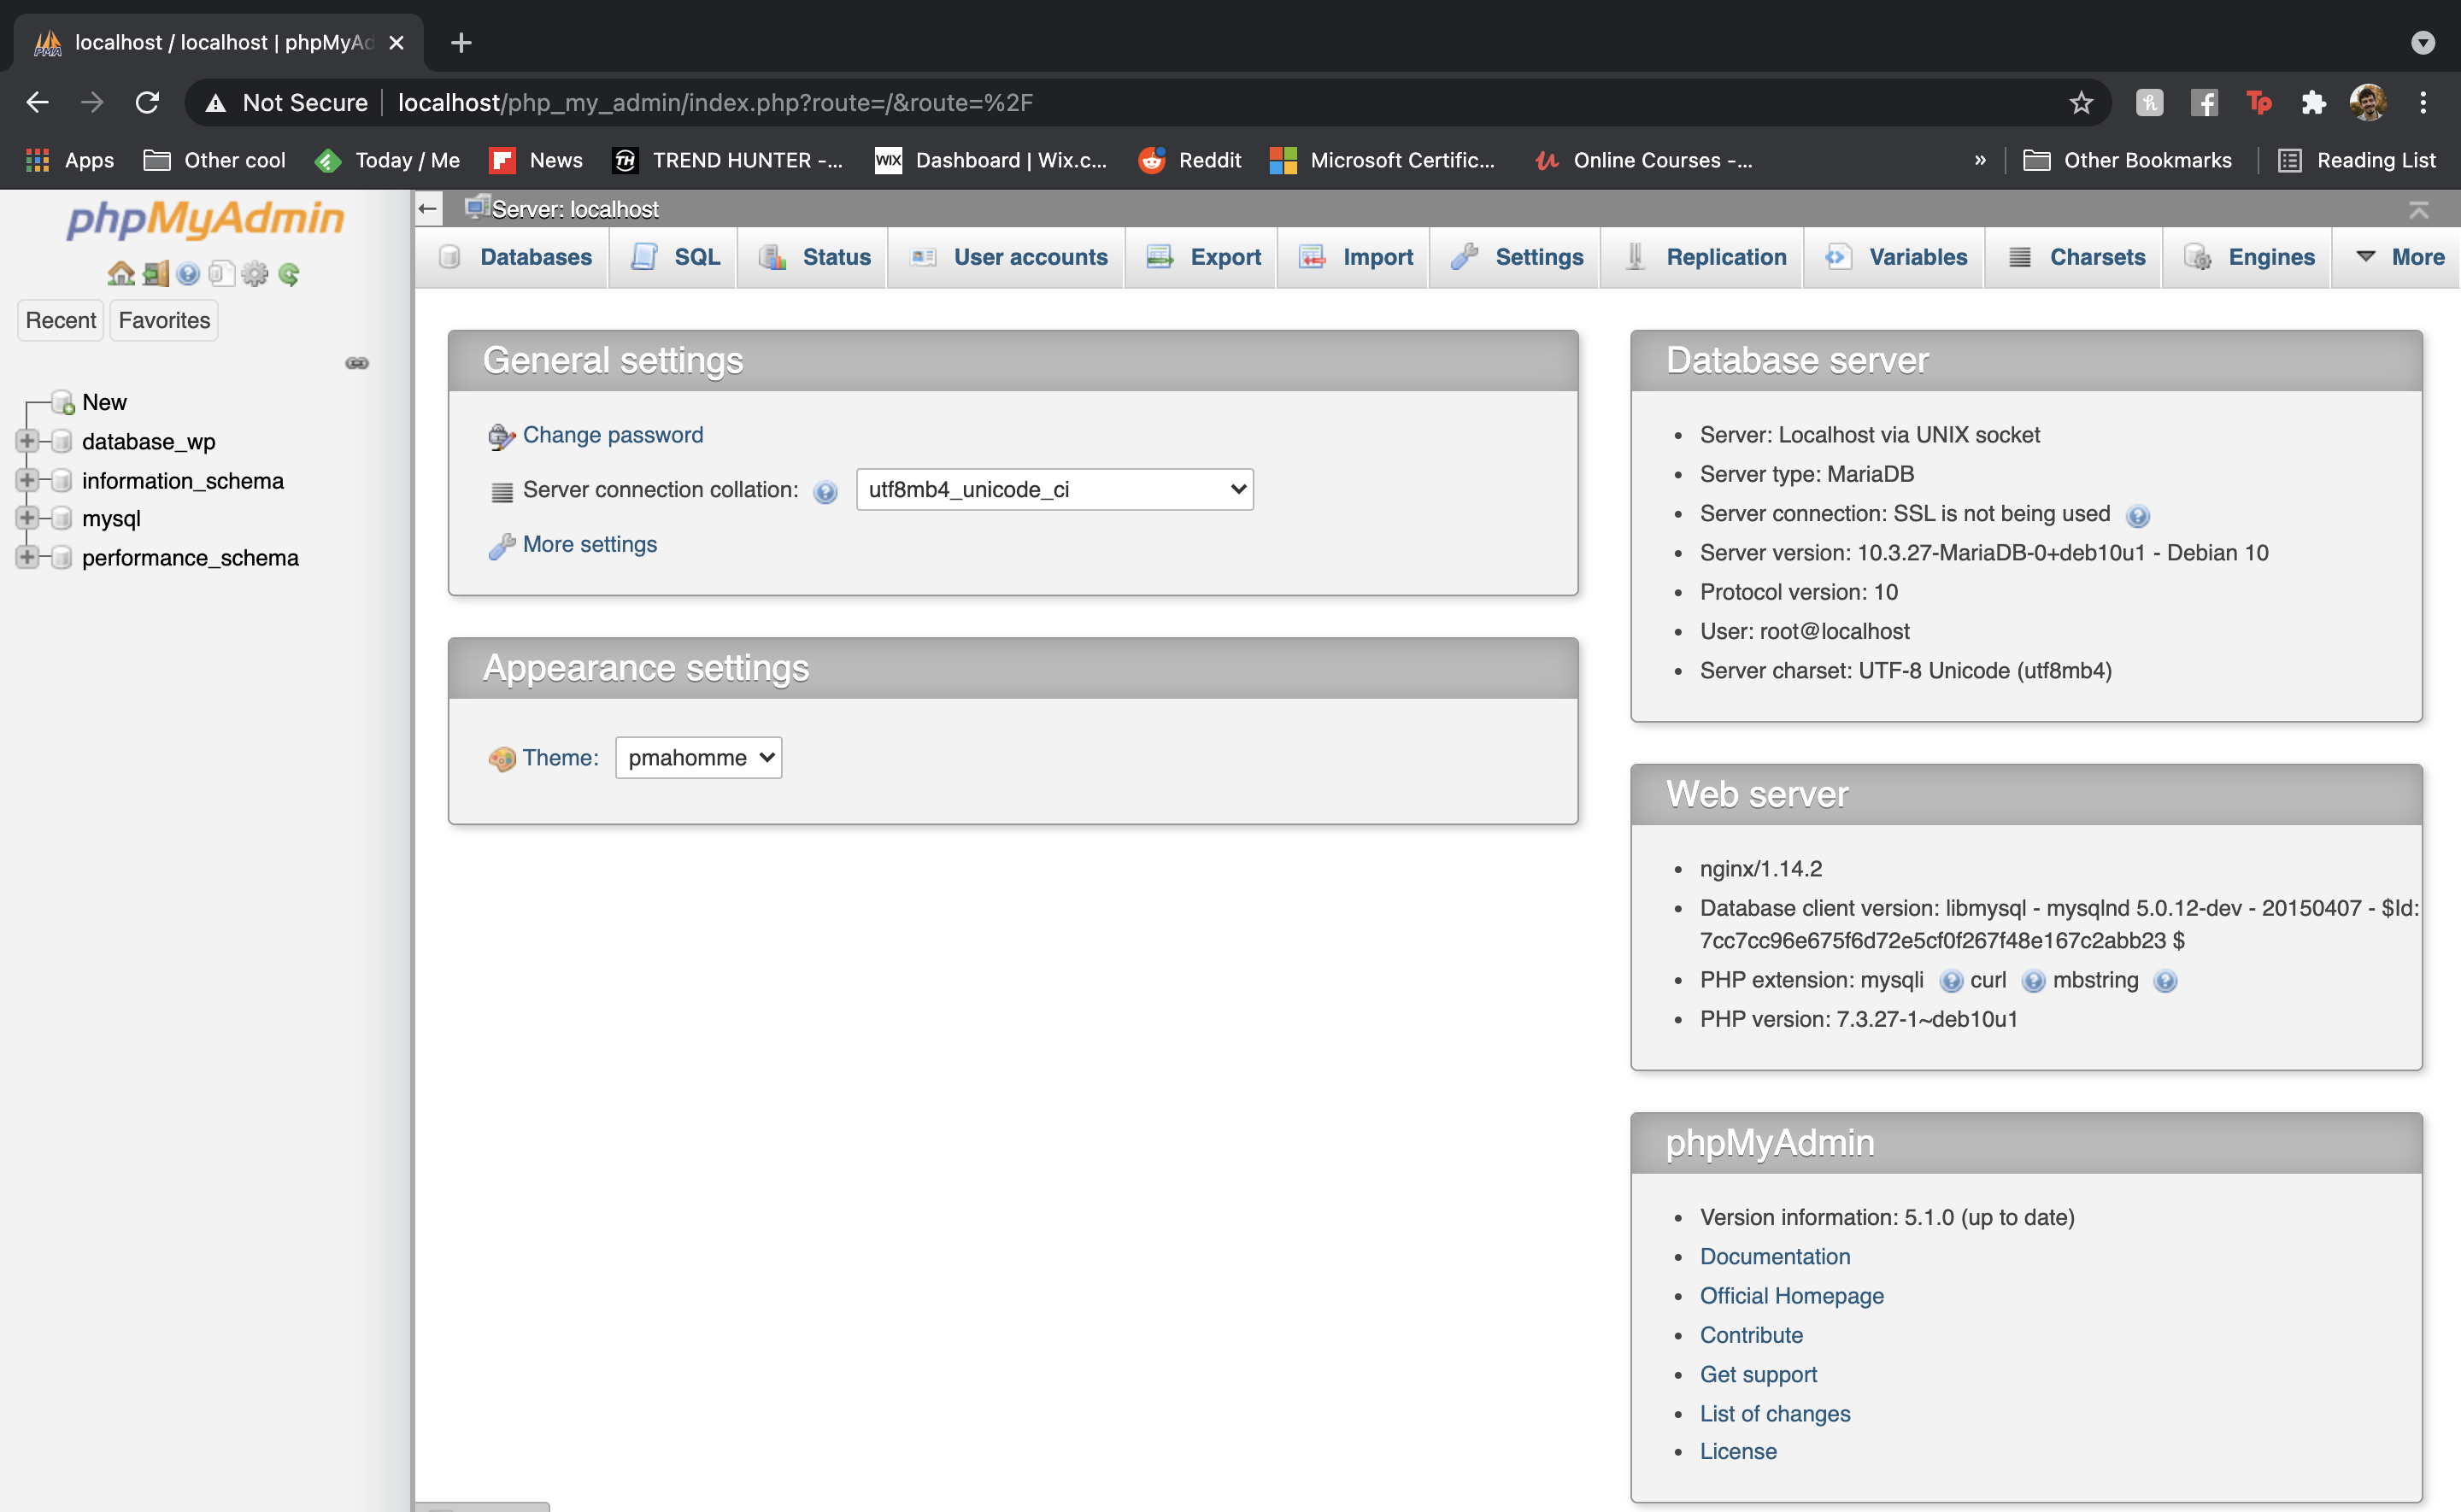 localhost / localhost | phpMyAd
Not Secure
localhost/php_my_admin/index.php?route=/&route=%2F
Apps
Other cool
Today / Me
News
TREND HUNTER -...
Dashboard | Wix.c...
Reddit
Microsoft Certific...
Online Courses -...
»
Other Bookmarks
Reading List
phpMyAdmin
Recent
Favorites
New
database_wp
information_schema
mysql
performance_schema
Server: localhost
Databases
SQL
Status
User accounts
Export
Import
Settings
Replication
Variables
Charsets
Engines
More
General settings
Change password
Server connection collation:
utf8mb4_unicode_ci
More settings
Appearance settings
Theme:
pmahomme
Database server
Server: Localhost via UNIX socket
Server type: MariaDB
Server connection: SSL is not being used
Server version: 10.3.27-MariaDB-0+deb10u1 - Debian 10
Protocol version: 10
User: root@localhost
Server charset: UTF-8 Unicode (utf8mb4)
Web server
nginx/1.14.2
Database client version: libmysql - mysqlnd 5.0.12-dev - 20150407 - $Id:
7cc7cc96e675f6d72e5cf0f267f48e167c2abb23 $
PHP extension: mysqli curl mbstring
PHP version: 7.3.27-1~deb10u1
phpMyAdmin
Version information: 5.1.0 (up to date)
Documentation
Official Homepage
Contribute
Get support
List of changes
License